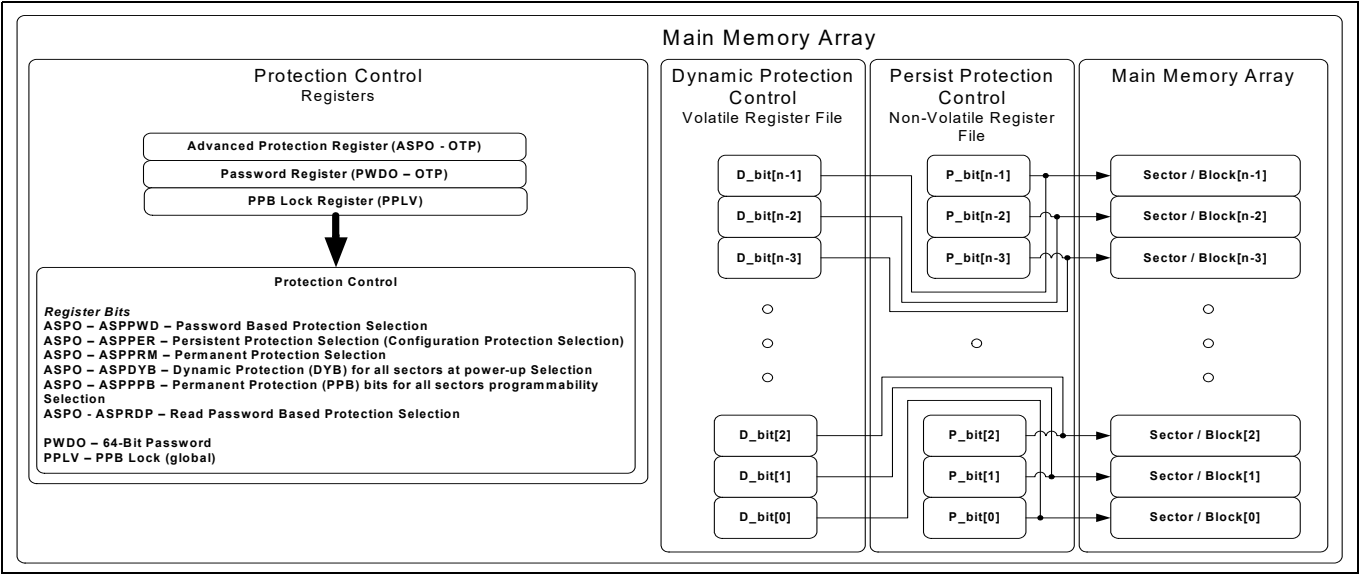 Main Memory Array
Protection Control
Registers
Advanced Protection Register (ASPO - OTP)
Password Register (PWDO – OTP)
PPB Lock Register (PPLV)
Protection Control
Register Bits
ASPO – ASPPWD – Password Based Protection Selection
ASPO – ASPPER – Persistent Protection Selection (Configuration Protection Selection)
ASPO – ASPPRM – Permanent Protection Selection
ASPO – ASPDYB – Dynamic Protection (DYB) for all sectors at power-up Selection
ASPO – ASPPPB – Permanent Protection (PPB) bits for all sectors programmability
Selection
ASPO - ASPRDP – Read Password Based Protection Selection
PWDO – 64-Bit Password
PPLV – PPB Lock (global)
Dynamic Protection
Control
Volatile Register File
D_bit[n-1]
D_bit[n-2]
D_bit[n-3]
D_bit[2]
D_bit[1]
D_bit[0]
Persist Protection
Control
Non-Volatile Register
File
P_bit[n-1]
P_bit[n-2]
P_bit[n-3]
P_bit[2]
P_bit[1]
P_bit[0]
Main Memory Array
Sector / Block[n-1]
Sector / Block[n-2]
Sector / Block[n-3]
Sector / Block[2]
Sector / Block[1]
Sector / Block[0]